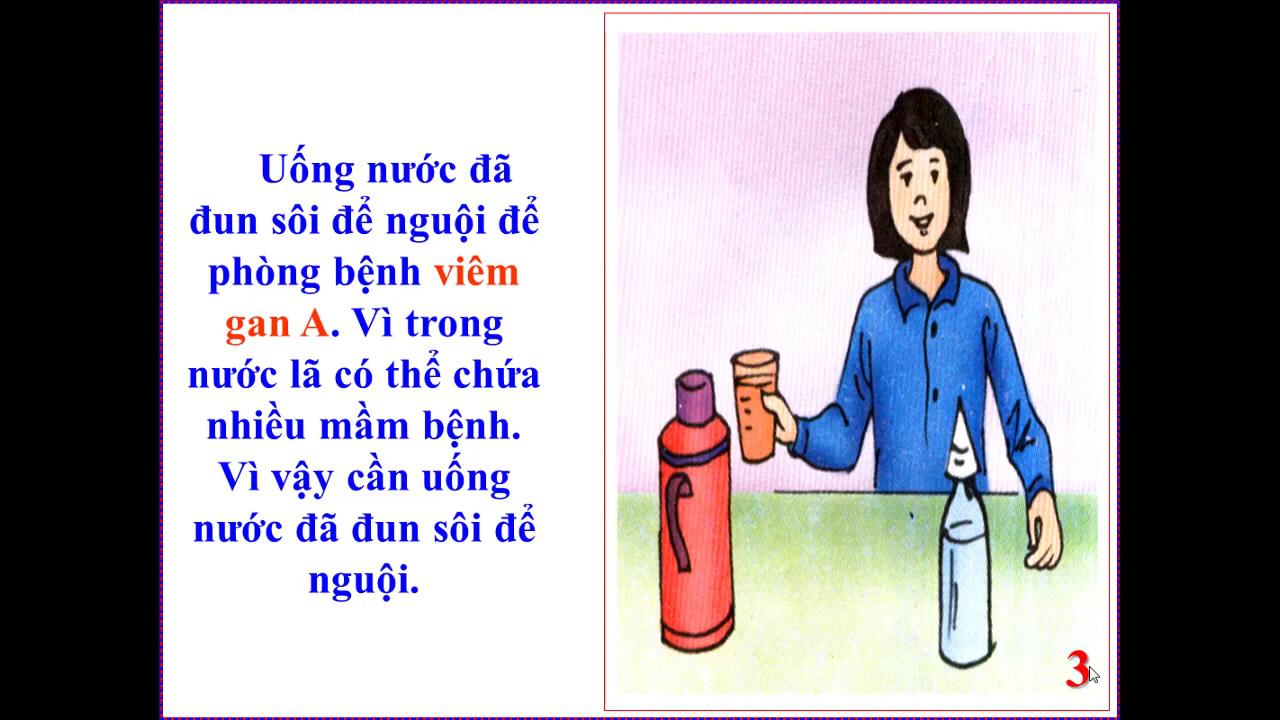 Uống nước đã
đun sôi để nguội để
phòng bệnh viêm
gan A. Vì trong
nước lã có thể chứa
nhiều mầm bệnh.
Vì vậy cần uống
nước đã đun sôi để
nguội.
3